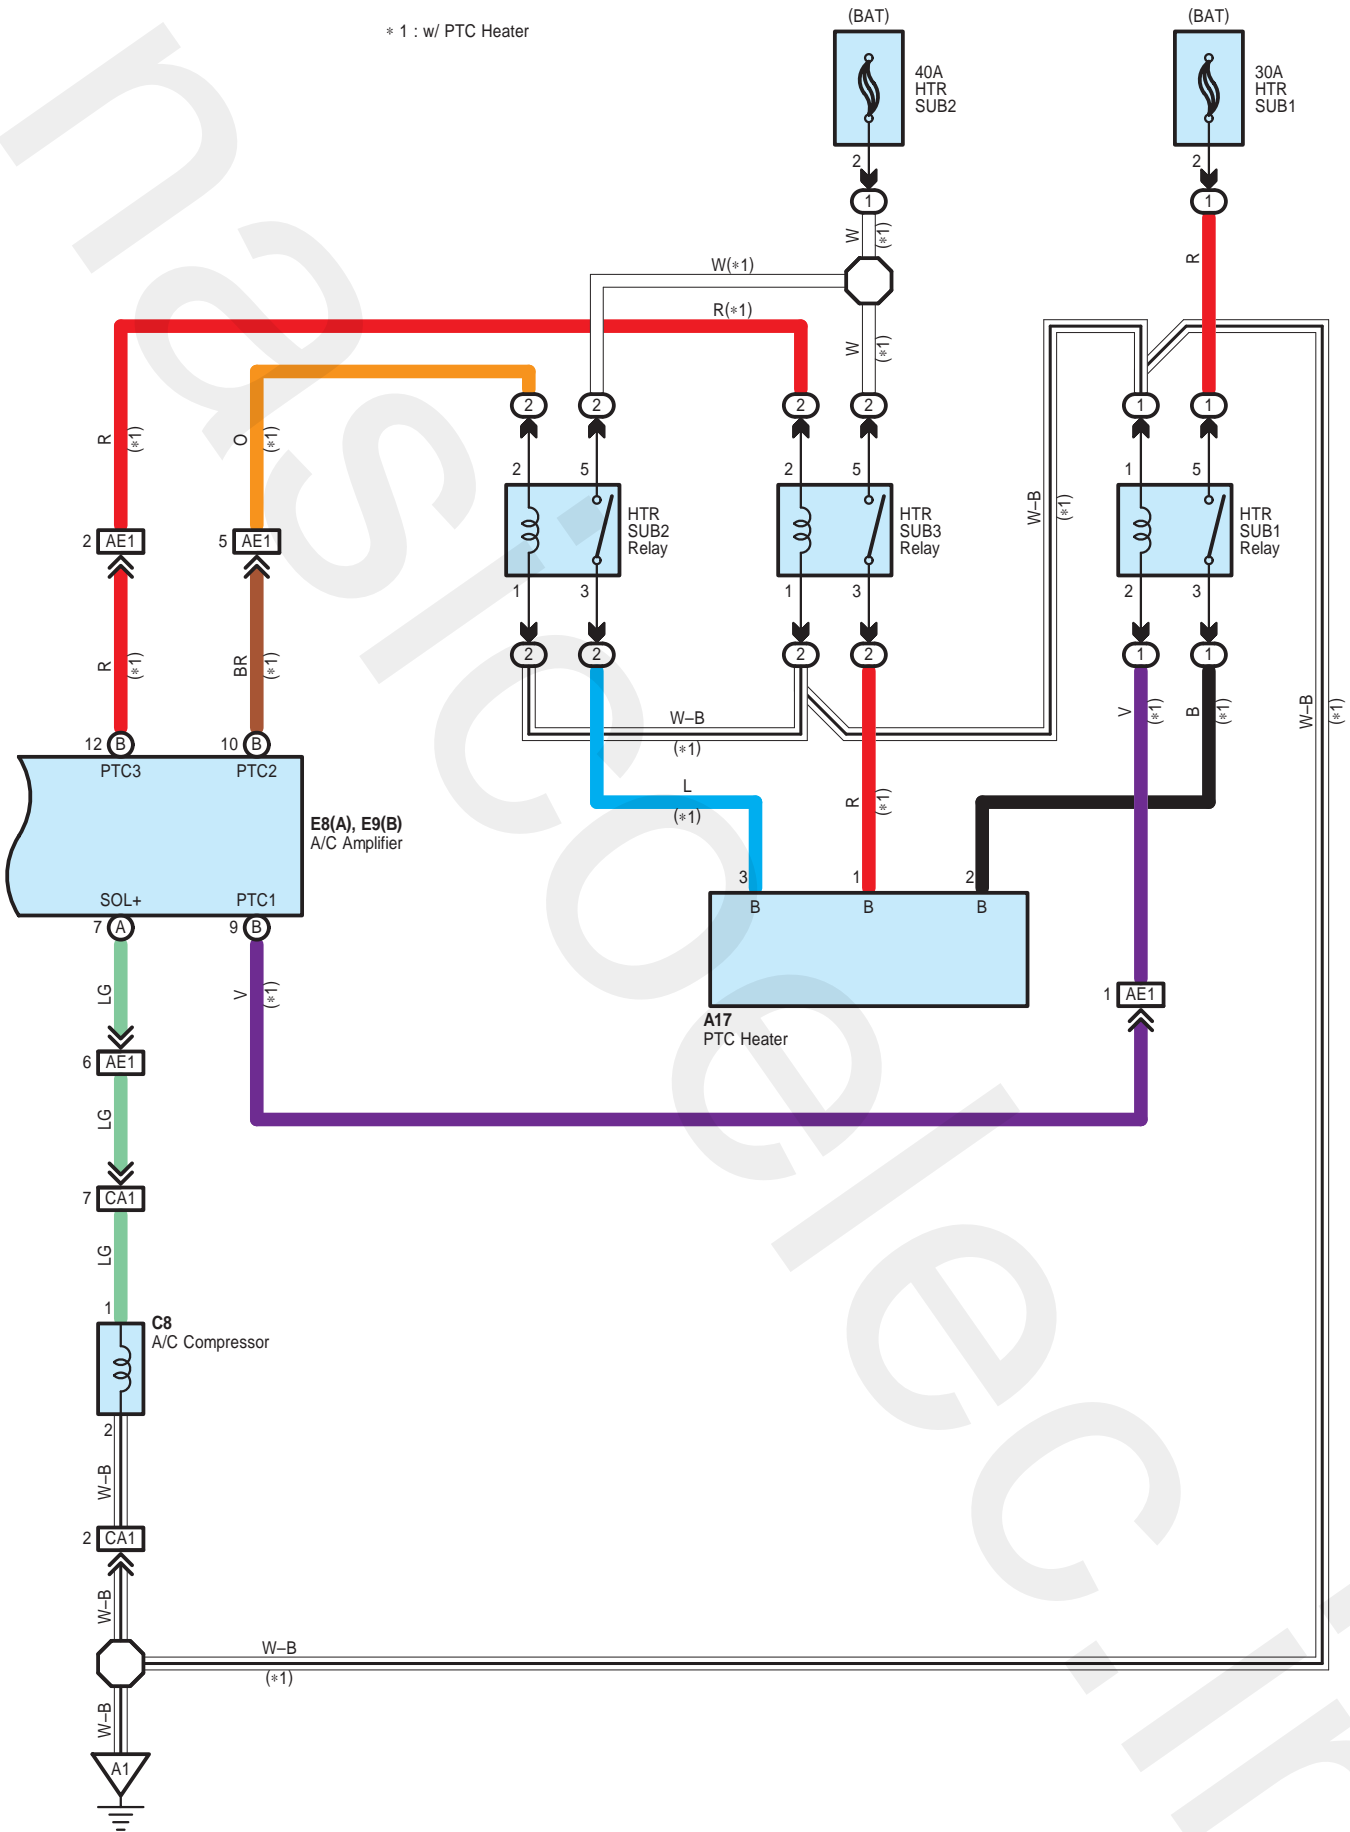 (BAT)
(BAT)
* 1 : w/ PTC Heater
40A
HTR
SUB2
30A
HTR
SUB1
2
2
1
1
W
(*1)
R
W(*1)
R(*1)
W
(*1)
2
2
2
2
1
1
R
(*1)
O
(*1)
2
5
2
5
1
5
W–B
(*1)
HTR
SUB2
Relay
HTR
SUB3
Relay
HTR
SUB1
Relay
2 AE1
5 AE1
1
3
1
3
2
3
2
2
2
2
1
1
R
(*1)
BR
(*1)
W–B
(*1)
V
(*1)
B
(*1)
W–B
(*1)
12 B
10 B
PTC3
PTC2
L
(*1)
R
(*1)
E8(A), E9(B)
A/C Amplifier
3
1
2
B
B
B
SOL+
PTC1
7 A
9 B
LG
V
(*1)
1 AE1
A17
PTC Heater
6 AE1
LG
7 CA1
LG
1
C8
A/C Compressor
2
W–B
2 CA1
W–B
W–B
(*1)
W–B
A1
nasicoelec.ir